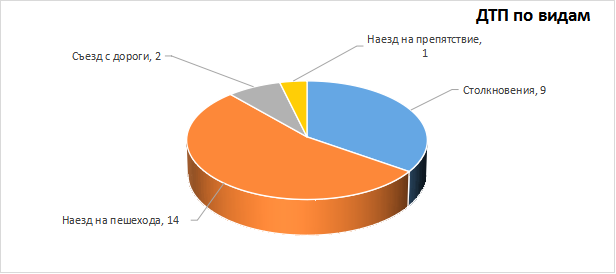 ДТП по видам
Наезд на препятствие,
1
Съезд с дороги, 2
Столкновения, 9
Наезд на пешехода, 14